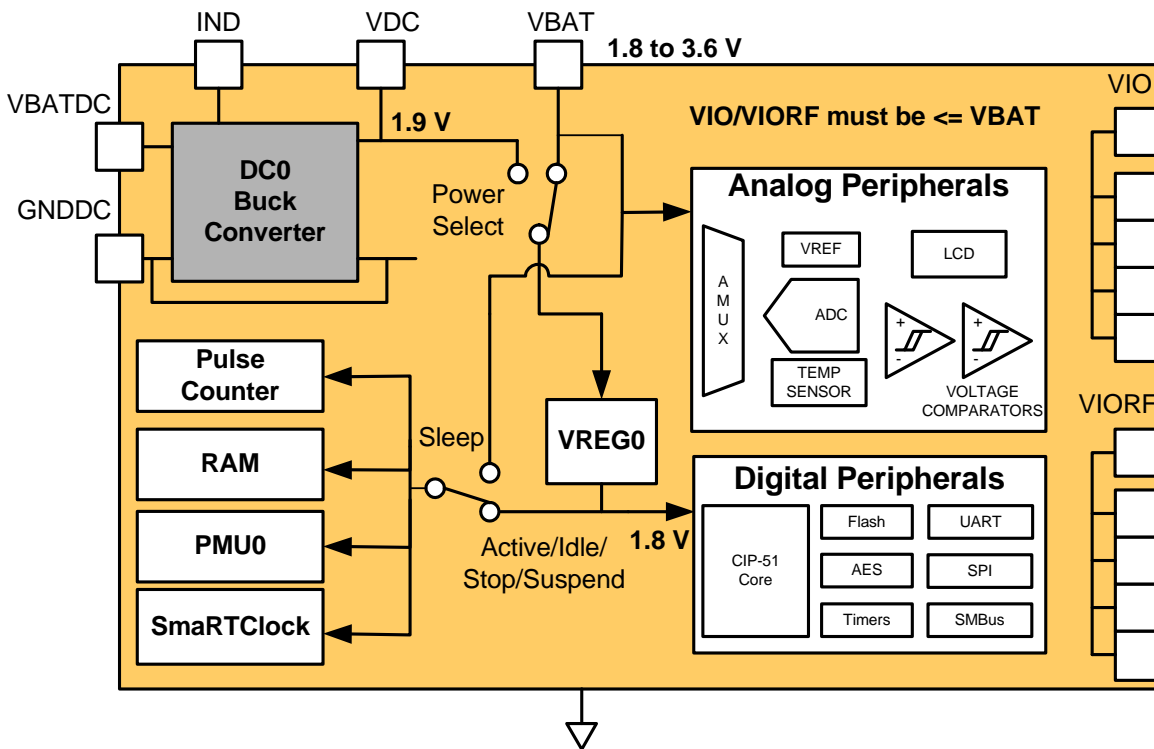 IND
VDC
VBAT
1.8 to 3.6 V
VBATDC
VIO
1.9 V
VIO/VIORF must be <= VBAT
DC0
Buck
Converter
GNDDC
Power
Select
Analog Peripherals
VREF
LCD
AMUX
ADC
+
-
+
-
TEMP
SENSOR
VOLTAGE
COMPARATORS
Pulse
Counter
VIORF
Sleep
VREG0
RAM
Digital Peripherals
PMU0
1.8 V
Active/Idle/
Stop/Suspend
CIP-51
Core
Flash
UART
AES
SPI
Timers
SMBus
SmaRTClock